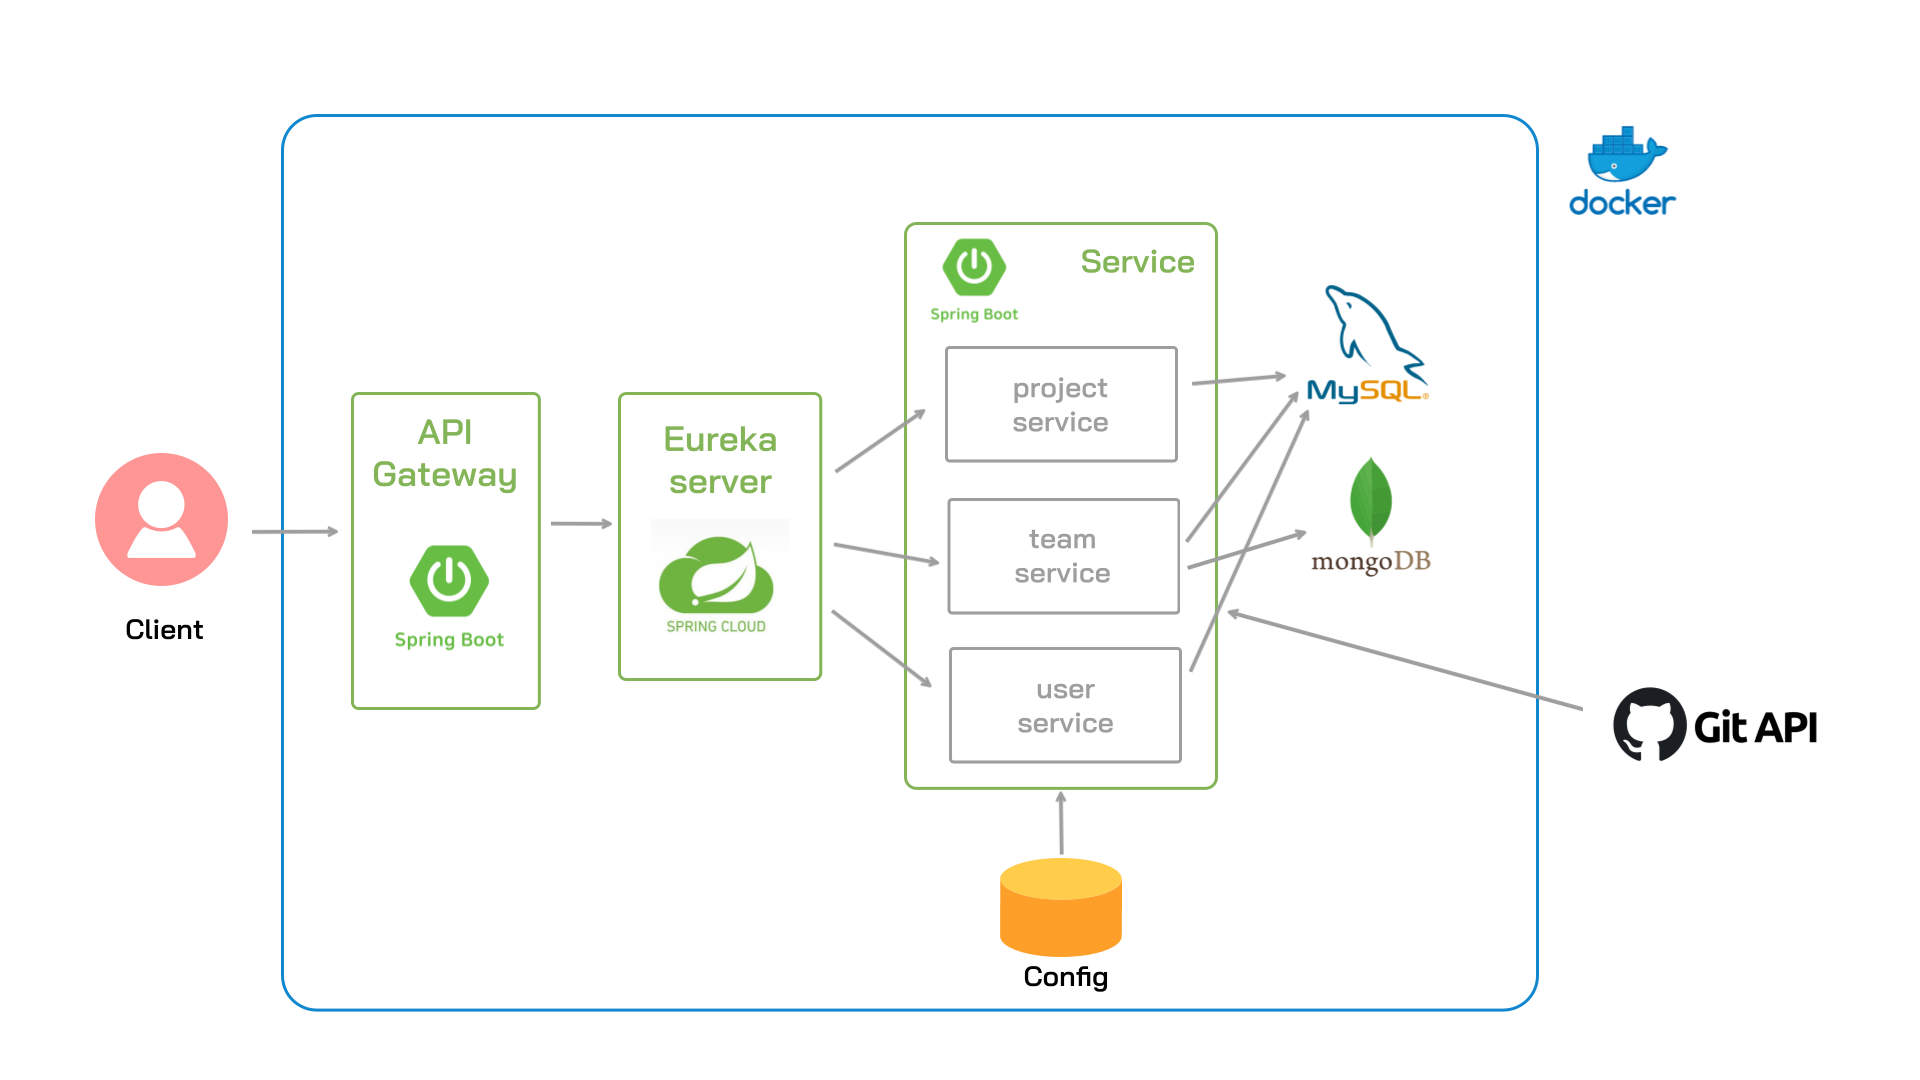 docker
Service
Spring Boot
project
service
MySQL®
API
Gateway
Spring Boot
Eureka
server
SPRING CLOUD
team
service
mongoDB
Client
user
service
Git API
Config